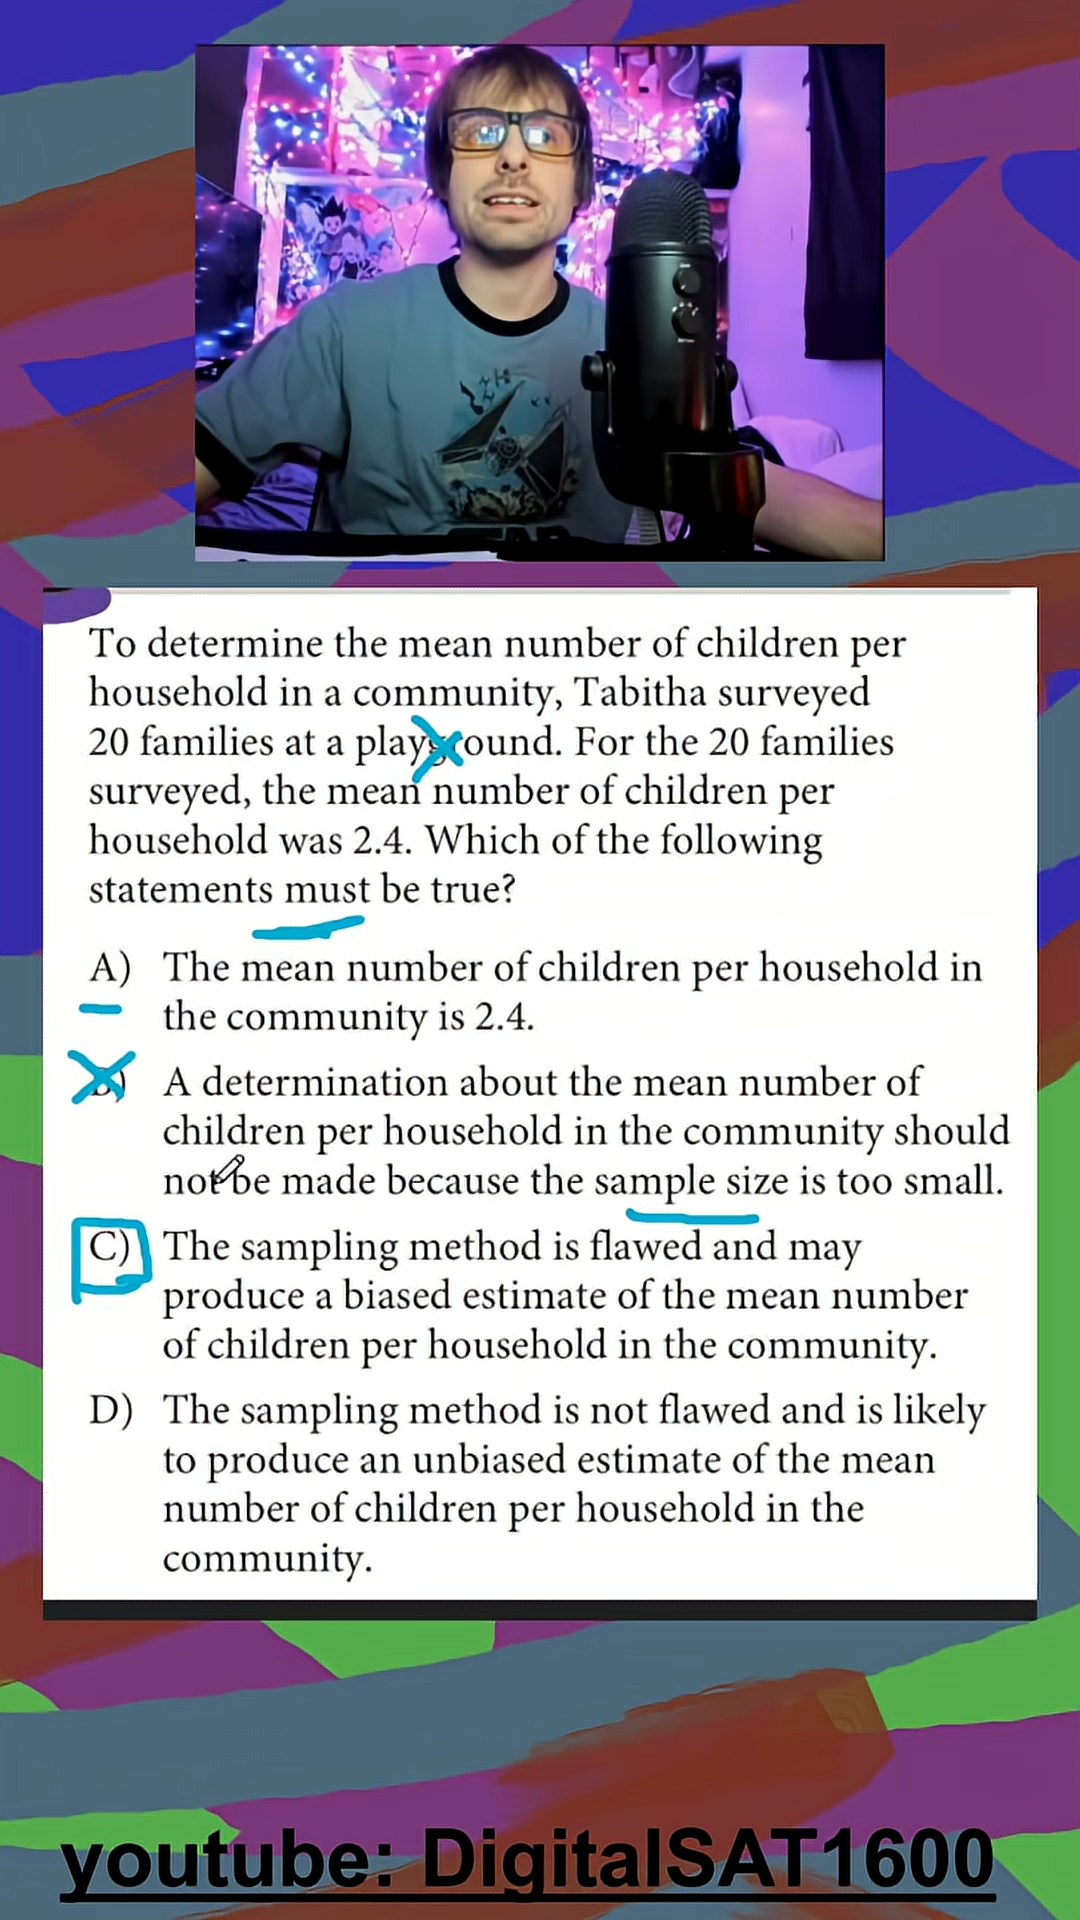 To determine the mean number of children per
household in a community, Tabitha surveyed
20 families at a playground. For the 20 families
surveyed, the mean number of children per
household was 2.4. Which of the following
statements must be true?
A) The mean number of children per household in
the community is 2.4.
B) A determination about the mean number of
children per household in the community should
not be made because the sample size is too small.
C) The sampling method is flawed and may
produce a biased estimate of the mean number
of children per household in the community.
D) The sampling method is not flawed and is likely
to produce an unbiased estimate of the mean
number of children per household in the
community.
youtube: DigitalSAT1600